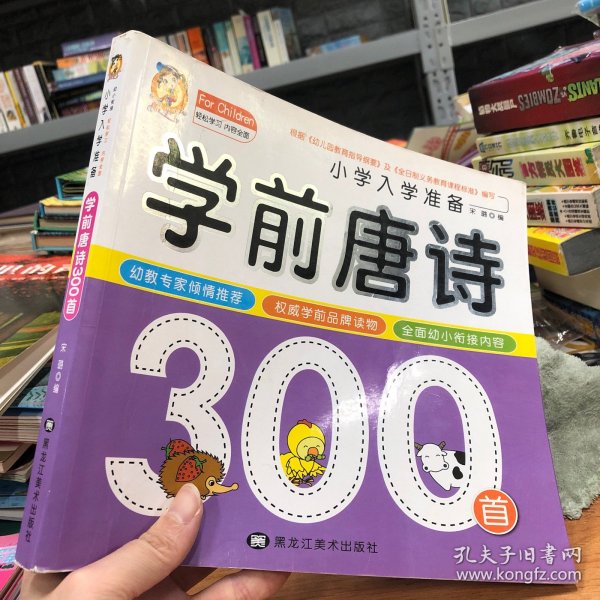 For Children
轻松学习 内容全面
根据《幼儿园教育指导纲要》及《全日制义务教育课程标准》编写
小学入学准备
宋璐◎编
学前唐诗
幼教专家倾情推荐
权威学前品牌读物
全面幼小衔接内容
300
首
黑龙江美术出版社
小学入学准备
学前唐诗300首
宋璐◎编
黑龙江美术出版社
PLANTS
ZOMBIES
孔夫子旧书网
www.kongfz.com